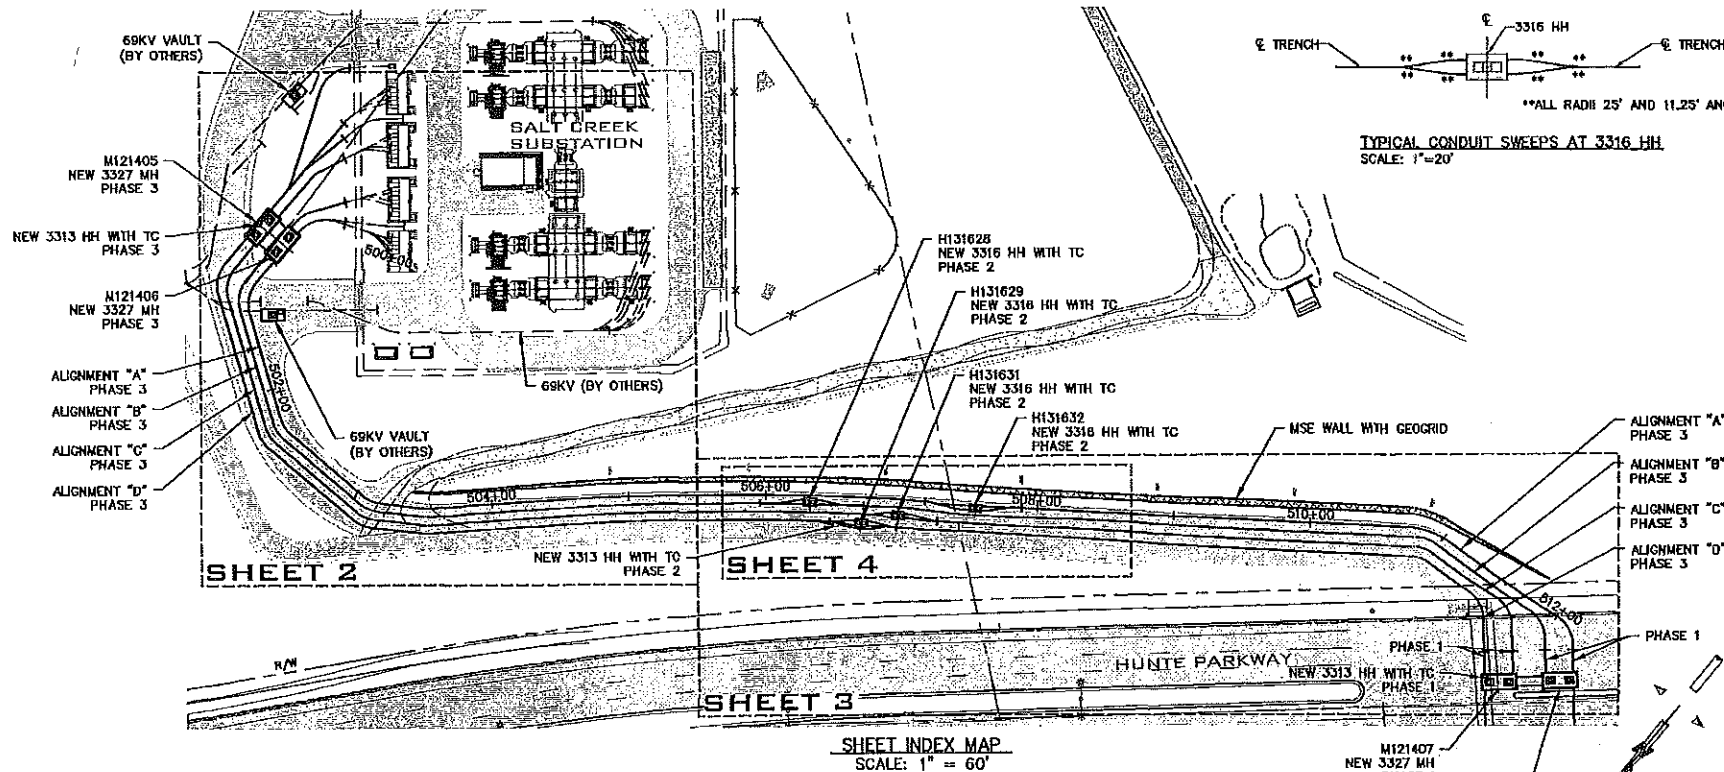 69KV VAULT
(BY OTHERS)
SALT CREEK
SUBSTATION
℄
3316 HH
℄ TRENCH
℄ TRENCH
** ** ** **
** ** ** **
**ALL RADII 25' AND 11.25° AN
TYPICAL CONDUIT SWEEPS AT 3316 HH
SCALE: 1"=20'
M121405
NEW 3327 MH
PHASE 3
NEW 3313 HH WITH TC
PHASE 3
M121406
NEW 3327 MH
PHASE 3
500+00
ALIGNMENT "A"
PHASE 3
ALIGNMENT "B"
PHASE 3
ALIGNMENT "C"
PHASE 3
ALIGNMENT "D"
PHASE 3
502+00
69KV VAULT
(BY OTHERS)
69KV (BY OTHERS)
H131628
NEW 3316 HH WITH TC
PHASE 2
H131629
NEW 3316 HH WITH TC
PHASE 2
H131631
NEW 3316 HH WITH TC
PHASE 2
H131632
NEW 3316 HH WITH TC
PHASE 2
MSE WALL WITH GEOGRID
ALIGNMENT "A"
PHASE 3
ALIGNMENT "B"
PHASE 3
ALIGNMENT "C"
PHASE 3
ALIGNMENT "D"
PHASE 3
504+00
506+00
508+00
510+00
512+00
NEW 3313 HH WITH TC
PHASE 2
SHEET 2
SHEET 4
R/W
HUNTE PARKWAY
PHASE 1
PHASE 1
NEW 3313 HH WITH TC
PHASE 1
SHEET 3
SHEET INDEX MAP
SCALE: 1" = 60'
M121407
NEW 3327 MH